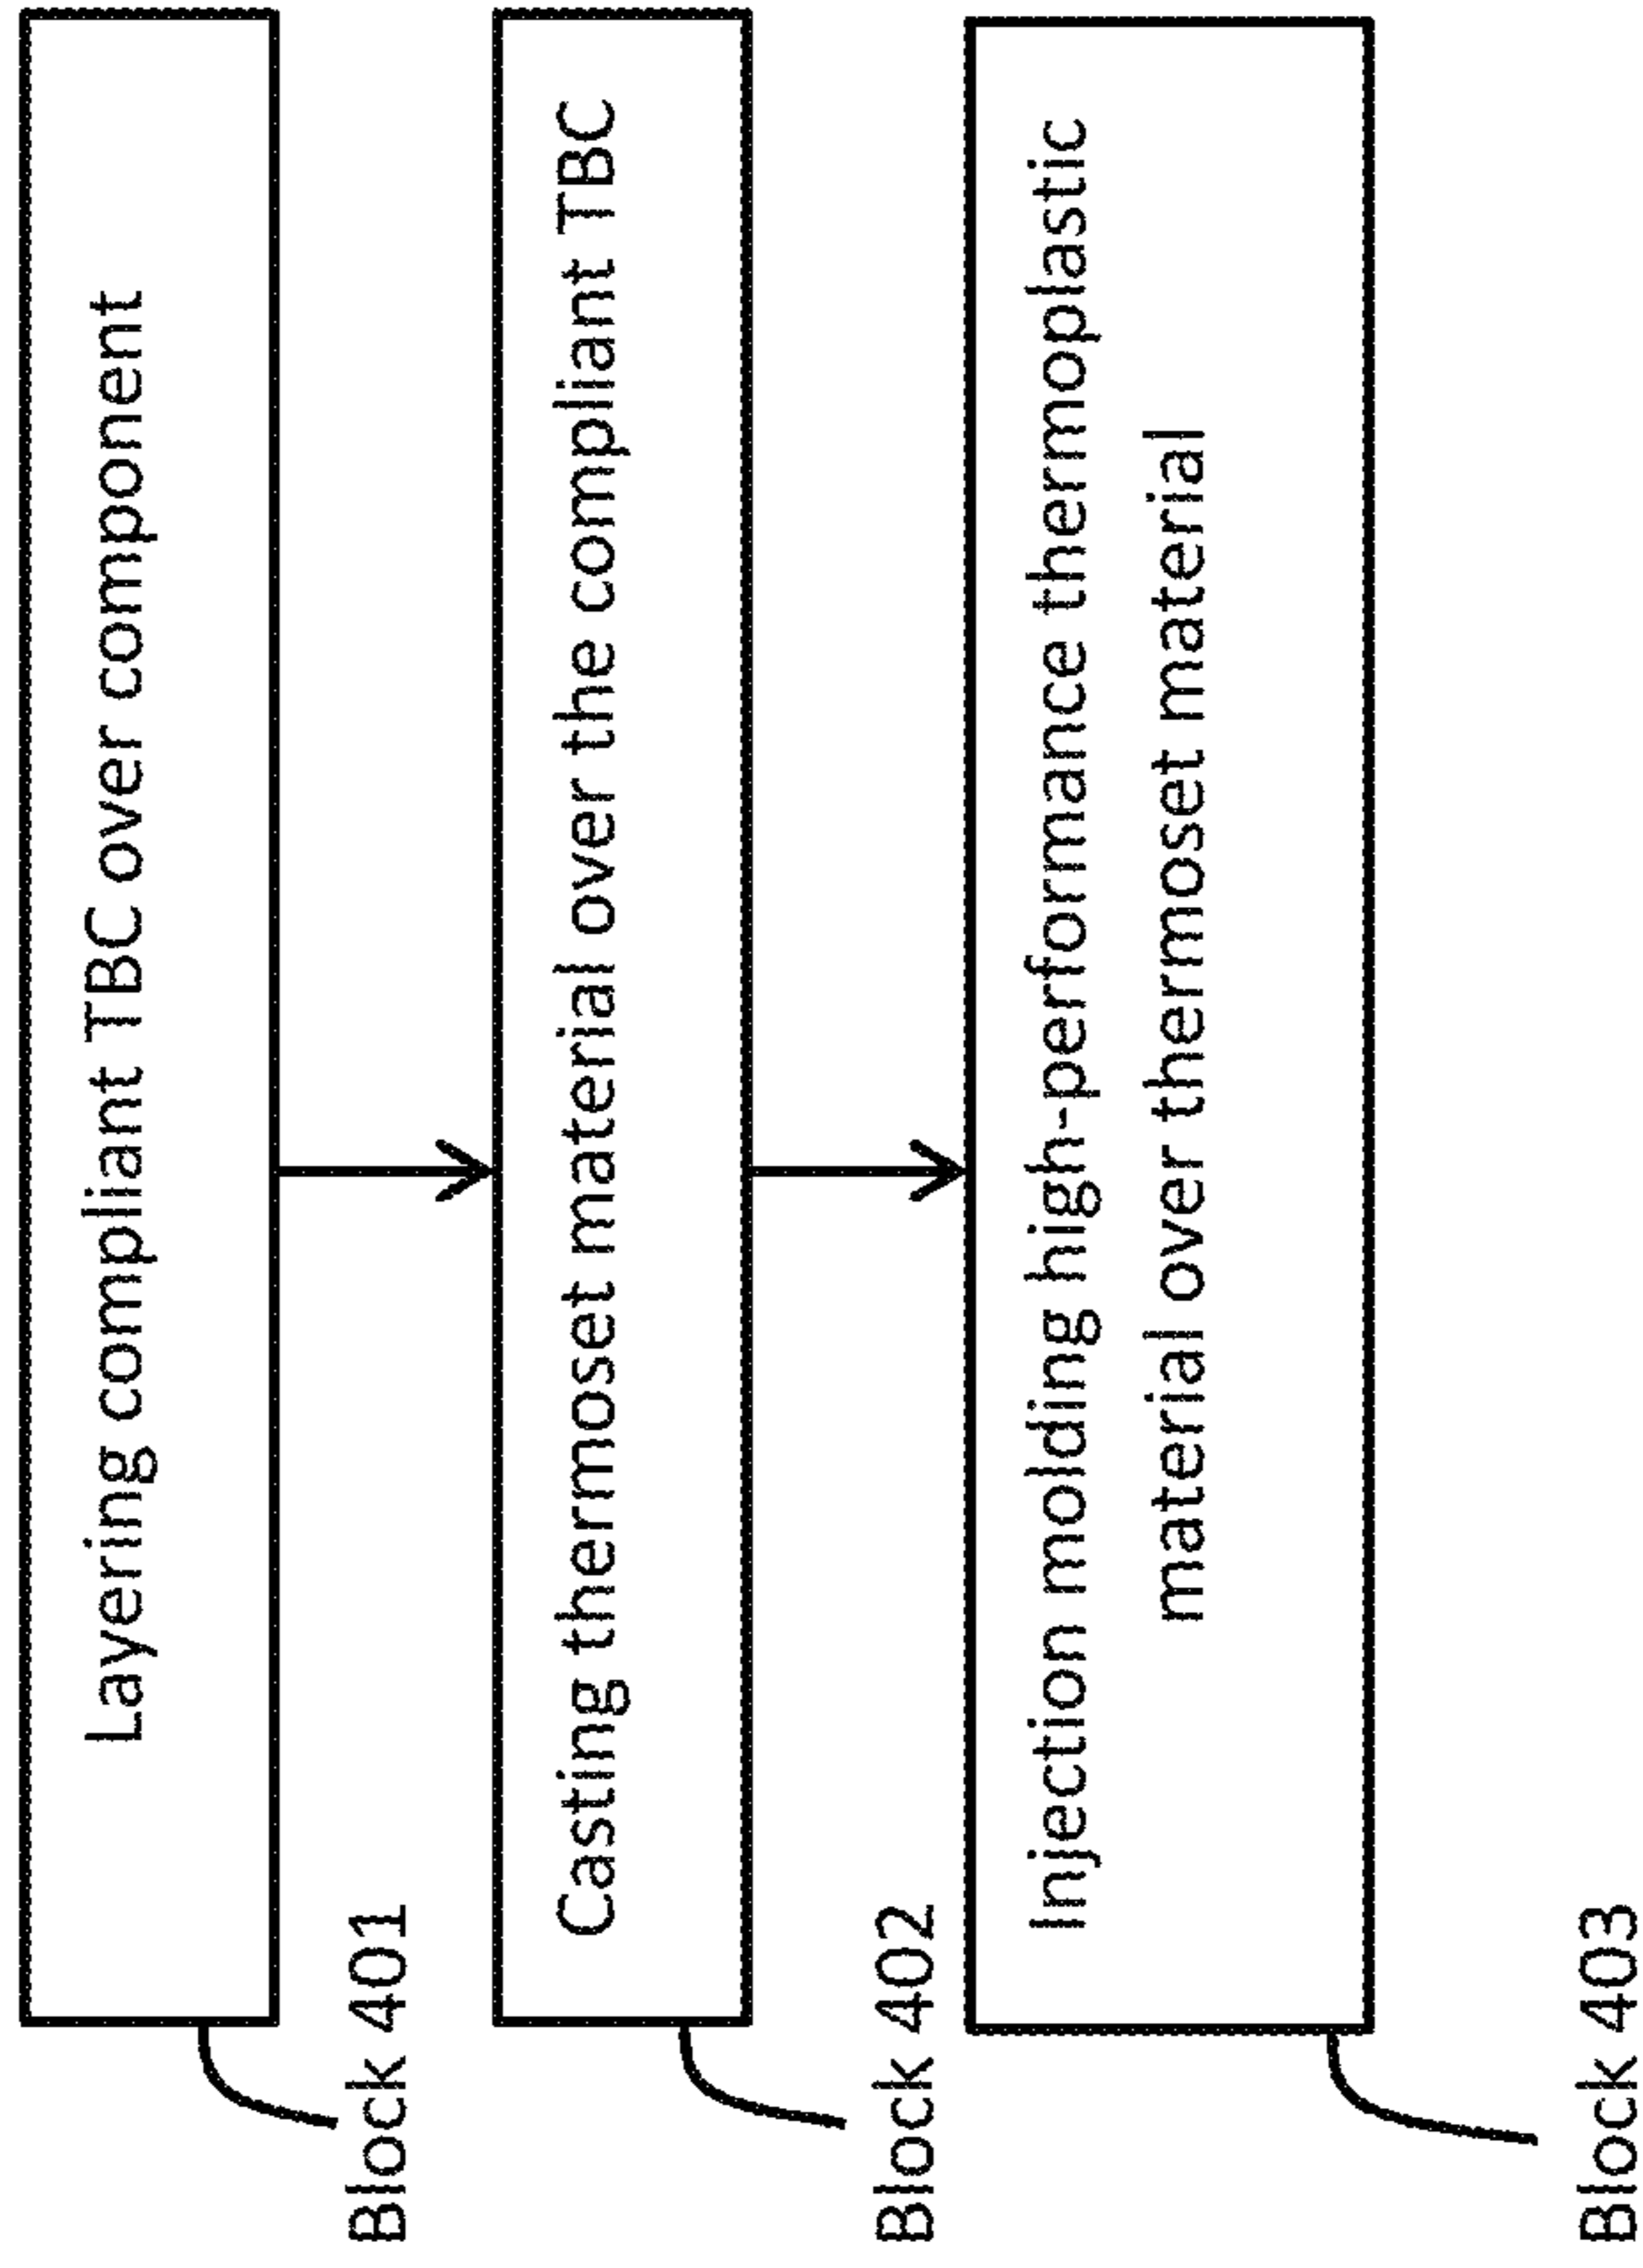 Layering compliant TBC over component
Block 401
Casting thermoset material over the compliant TBC
Block 402
Injection molding high-performance thermoplastic
material over thermoset material
Block 403